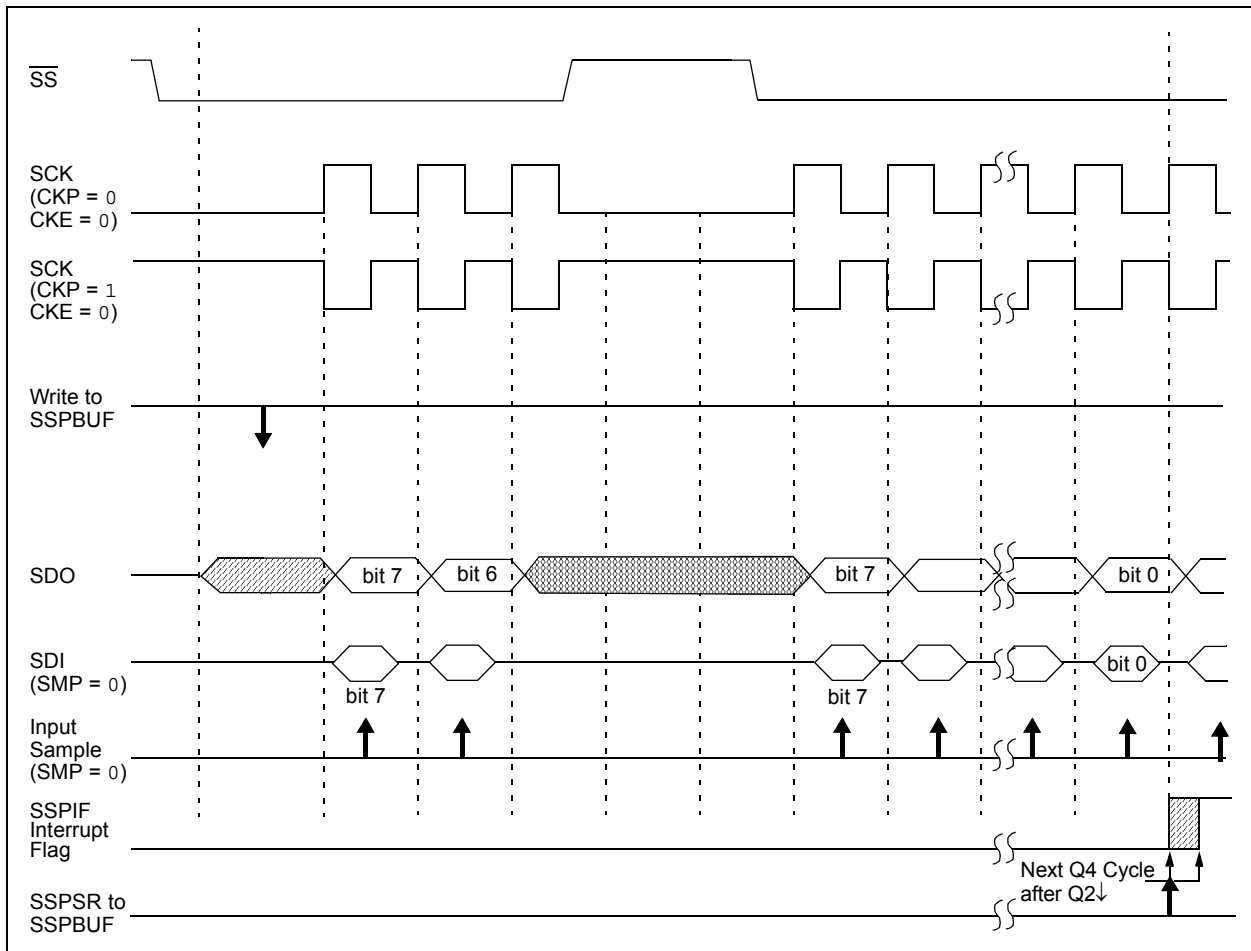 SS
SCK
(CKP = 0
CKE = 0)
SCK
(CKP = 1
CKE = 0)
Write to
SSPBUF
SDO
bit 7
bit 6
bit 7
bit 0
SDI
(SMP = 0)
bit 7
bit 7
bit 0
Input
Sample
(SMP = 0)
SSPIF
Interrupt
Flag
Next Q4 Cycle
after Q2↓
SSPSR to
SSPBUF